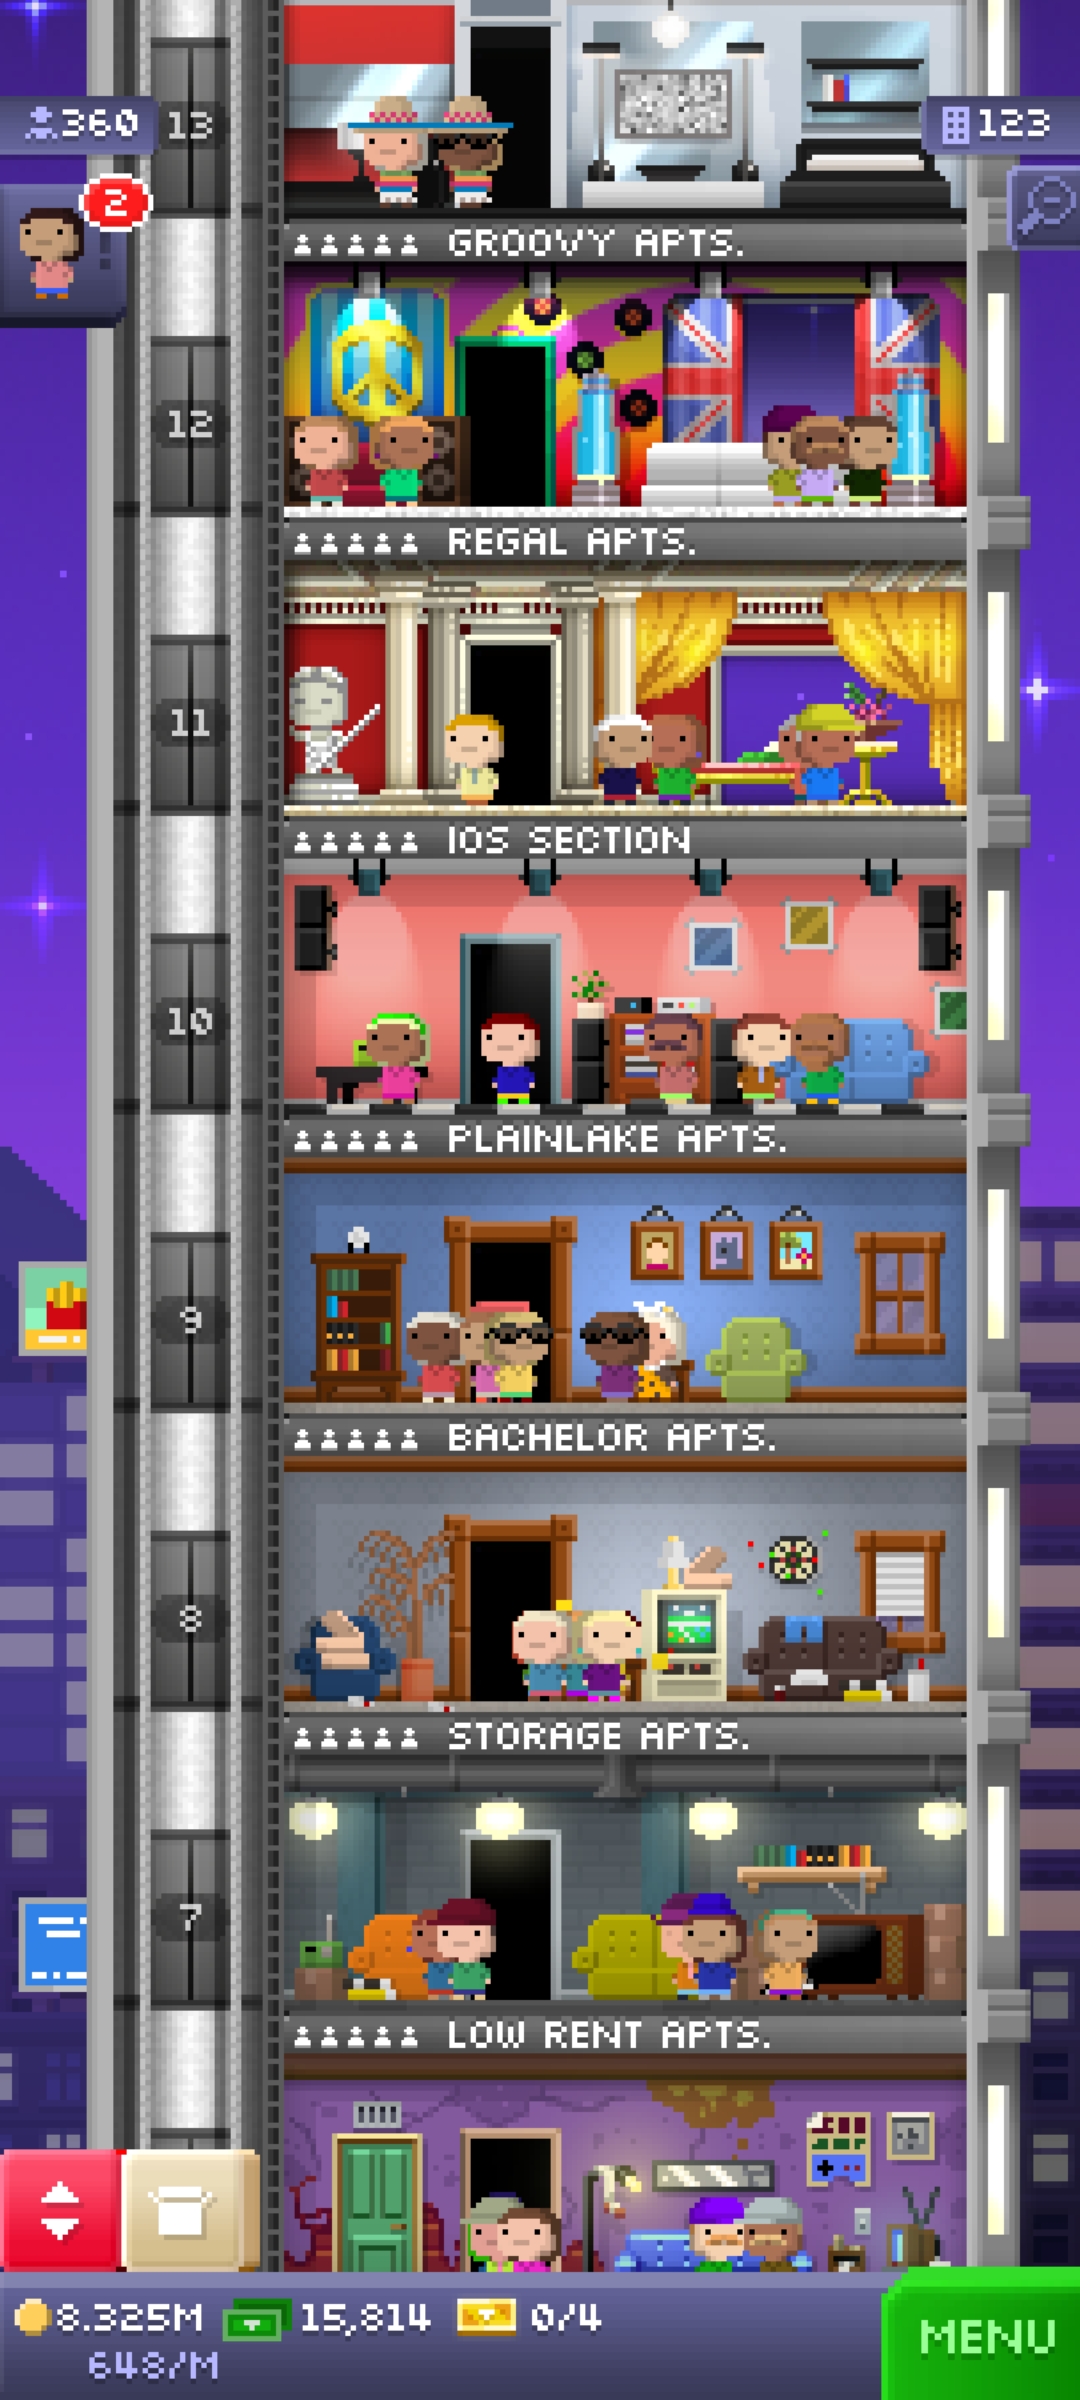 360
13
123
2
GROOVY APTS.
12
REGAL APTS.
11
IOS SECTION
10
PLAINLAKE APTS.
9
BACHELOR APTS.
8
STORAGE APTS.
7
LOW RENT APTS.
8.325M
15,814
0/4
MENU
648/M